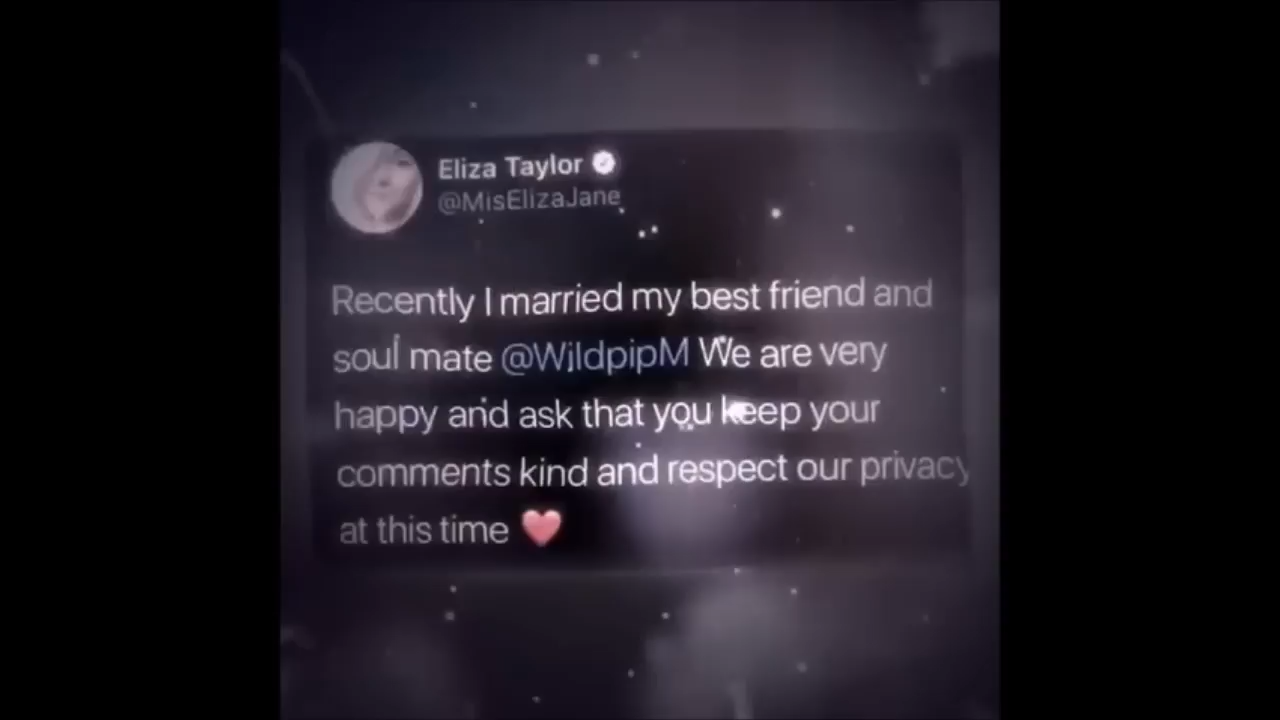 Eliza Taylor
@MisElizaJane
Recently I married my best friend and
soul mate @WildpipM We are very
happy and ask that you keep your
comments kind and respect our privacy
at this time ❤️